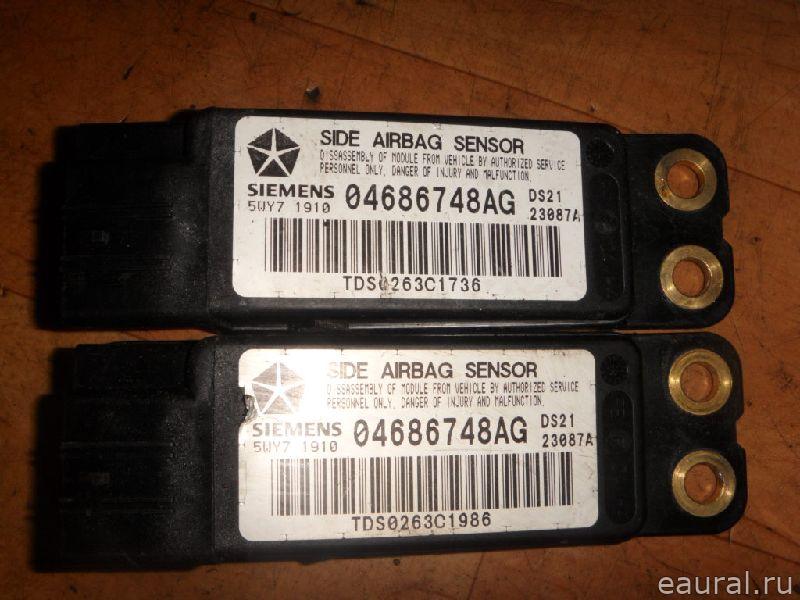 SIDE AIRBAG SENSOR
DISSASSEMBLY OF MODULE FROM VEHICLE BY AUTHORIZED SERVICE
PERSONNEL ONLY, DANGER OF INJURY AND MALFUNCTION.
SIEMENS 04686748AG DS21
5WY7 1910 23087A
TDS0263C1736
SIDE AIRBAG SENSOR
DISSASSEMBLY OF MODULE FROM VEHICLE BY AUTHORIZED SERVICE
PERSONNEL ONLY, DANGER OF INJURY AND MALFUNCTION.
SIEMENS 04686748AG DS21
5WY7 1910 23087A
TDS0263C1986
eaural.ru